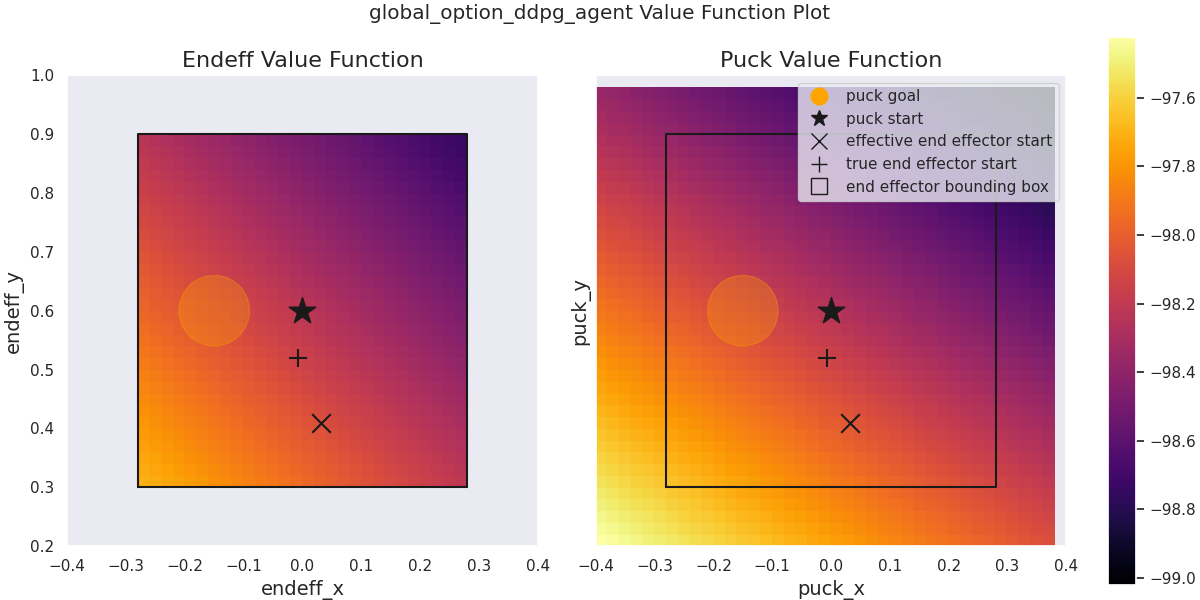 global_option_ddpg_agent Value Function Plot
Endeff Value Function
1.0
0.9
0.8
0.7
0.6
0.5
0.4
0.3
0.2
endeff_y
−0.4
−0.3
−0.2
−0.1
0.0
0.1
0.2
0.3
0.4
endeff_x
Puck Value Function
puck goal
puck start
effective end effector start
true end effector start
end effector bounding box
puck_y
−0.4
−0.3
−0.2
−0.1
0.0
0.1
0.2
0.3
0.4
puck_x
−97.6
−97.8
−98.0
−98.2
−98.4
−98.6
−98.8
−99.0